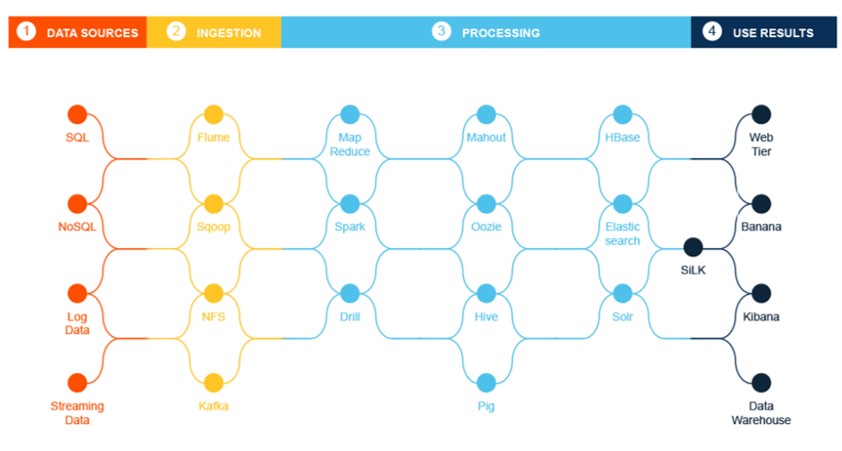 1 DATA SOURCES
2 INGESTION
3 PROCESSING
4 USE RESULTS
SQL
Flume
Map
Reduce
Mahout
HBase
Web
Tier
NoSQL
Sqoop
Spark
Oozie
Elastic
search
Banana
SiLK
Log
Data
NFS
Drill
Hive
Solr
Kibana
Streaming
Data
Kafka
Pig
Data
Warehouse